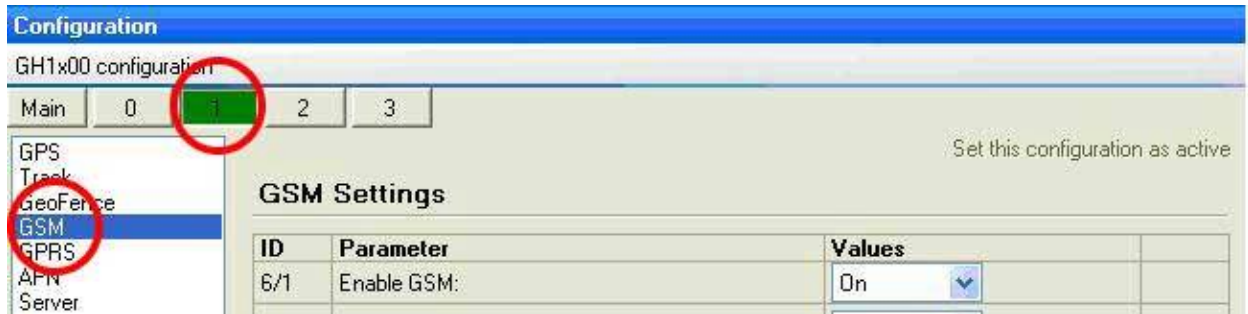 Configuration
GH1x00 configuration
Main 0 1 2 3
Set this configuration as active
GPS
Track
GeoFence
GSM
GPRS
APN
Server
GSM Settings
ID Parameter Values
6/1 Enable GSM: On